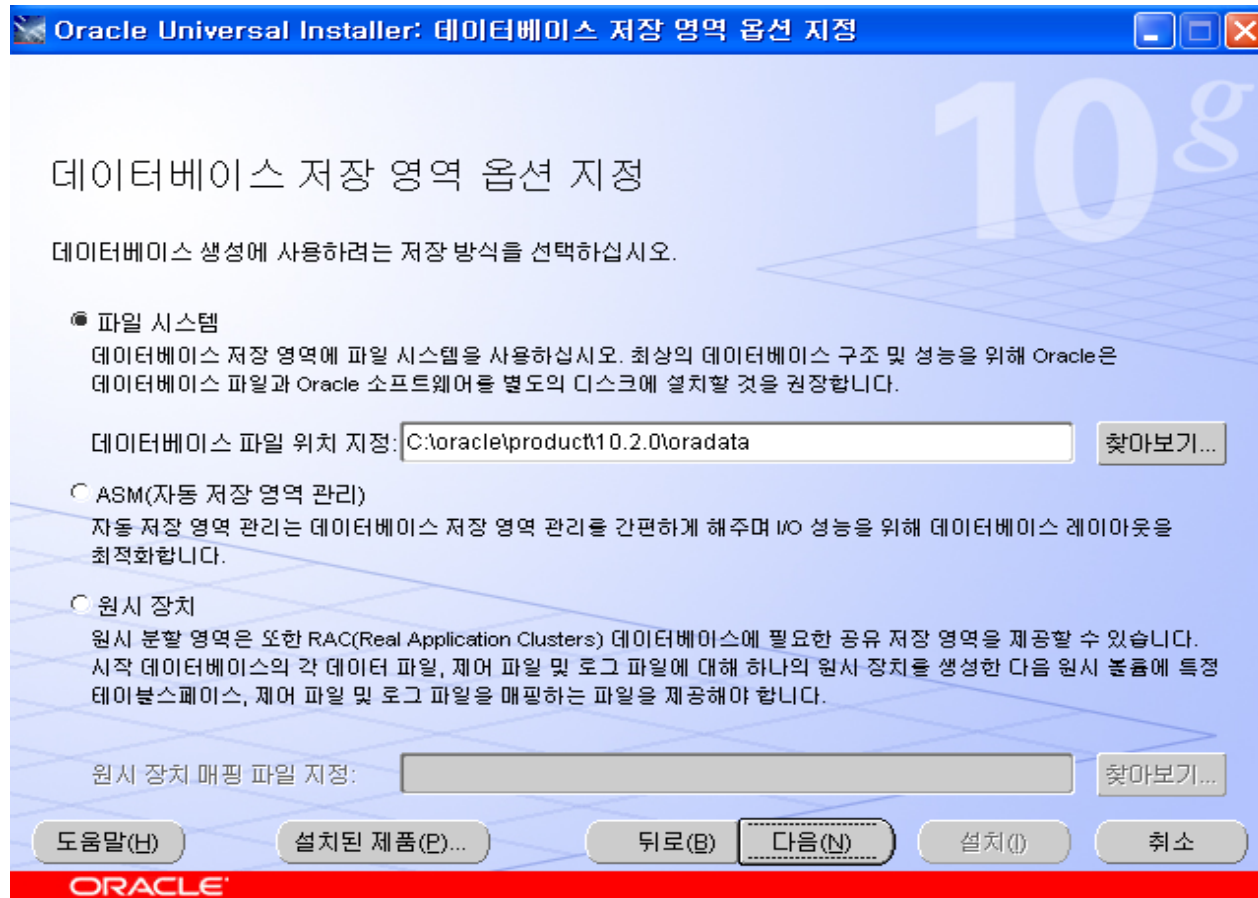 Oracle Universal Installer: 데이터베이스 저장 영역 옵션 지정
10g
데이터베이스 저장 영역 옵션 지정
데이터베이스 생성에 사용하려는 저장 방식을 선택하십시오.
파일 시스템
데이터베이스 저장 영역에 파일 시스템을 사용하십시오. 최상의 데이터베이스 구조 및 성능을 위해 Oracle은
데이터베이스 파일과 Oracle 소프트웨어를 별도의 디스크에 설치할 것을 권장합니다.
데이터베이스 파일 위치 지정: C:\oracle\product\10.2.0\oradata 찾아보기...
ASM(자동 저장 영역 관리)
자동 저장 영역 관리는 데이터베이스 저장 영역 관리를 간편하게 해주며 I/O 성능을 위해 데이터베이스 레이아웃을
최적화합니다.
원시 장치
원시 분할 영역은 또한 RAC(Real Application Clusters) 데이터베이스에 필요한 공유 저장 영역을 제공할 수 있습니다.
시작 데이터베이스의 각 데이터 파일, 제어 파일 및 로그 파일에 대해 하나의 원시 장치를 생성한 다음 원시 볼륨에 특정
테이블스페이스, 제어 파일 및 로그 파일을 매핑하는 파일을 제공해야 합니다.
원시 장치 매핑 파일 지정: 찾아보기...
도움말(H) 설치된 제품(P)... 뒤로(B) 다음(N) 설치(I) 취소
ORACLE